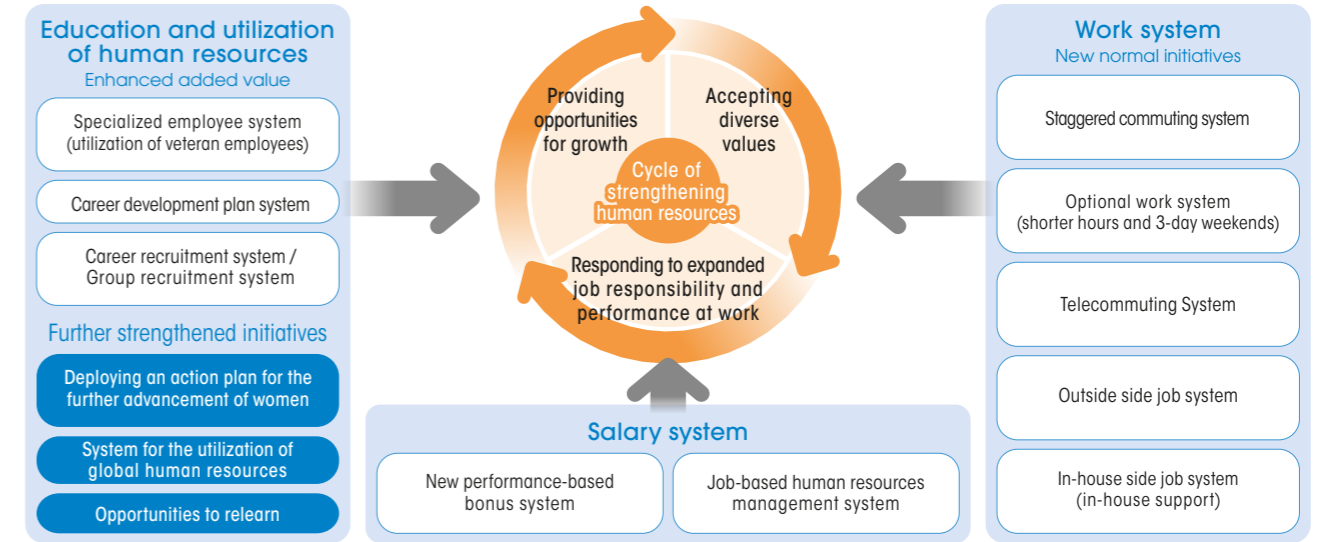 Education and utilization
of human resources
Enhanced added value
Specialized employee system
(utilization of veteran employees)
Career development plan system
Career recruitment system /
Group recruitment system
Further strengthened initiatives
Deploying an action plan for the
further advancement of women
System for the utilization of
global human resources
Opportunities to relearn
Providing
opportunities
for growth
Accepting
diverse
values
Cycle of
strengthening
human resources
Responding to expanded
job responsibility and
performance at work
Salary system
New performance-based
bonus system
Job-based human resources
management system
Work system
New normal initiatives
Staggered commuting system
Optional work system
(shorter hours and 3-day weekends)
Telecommuting System
Outside side job system
In-house side job system
(in-house support)